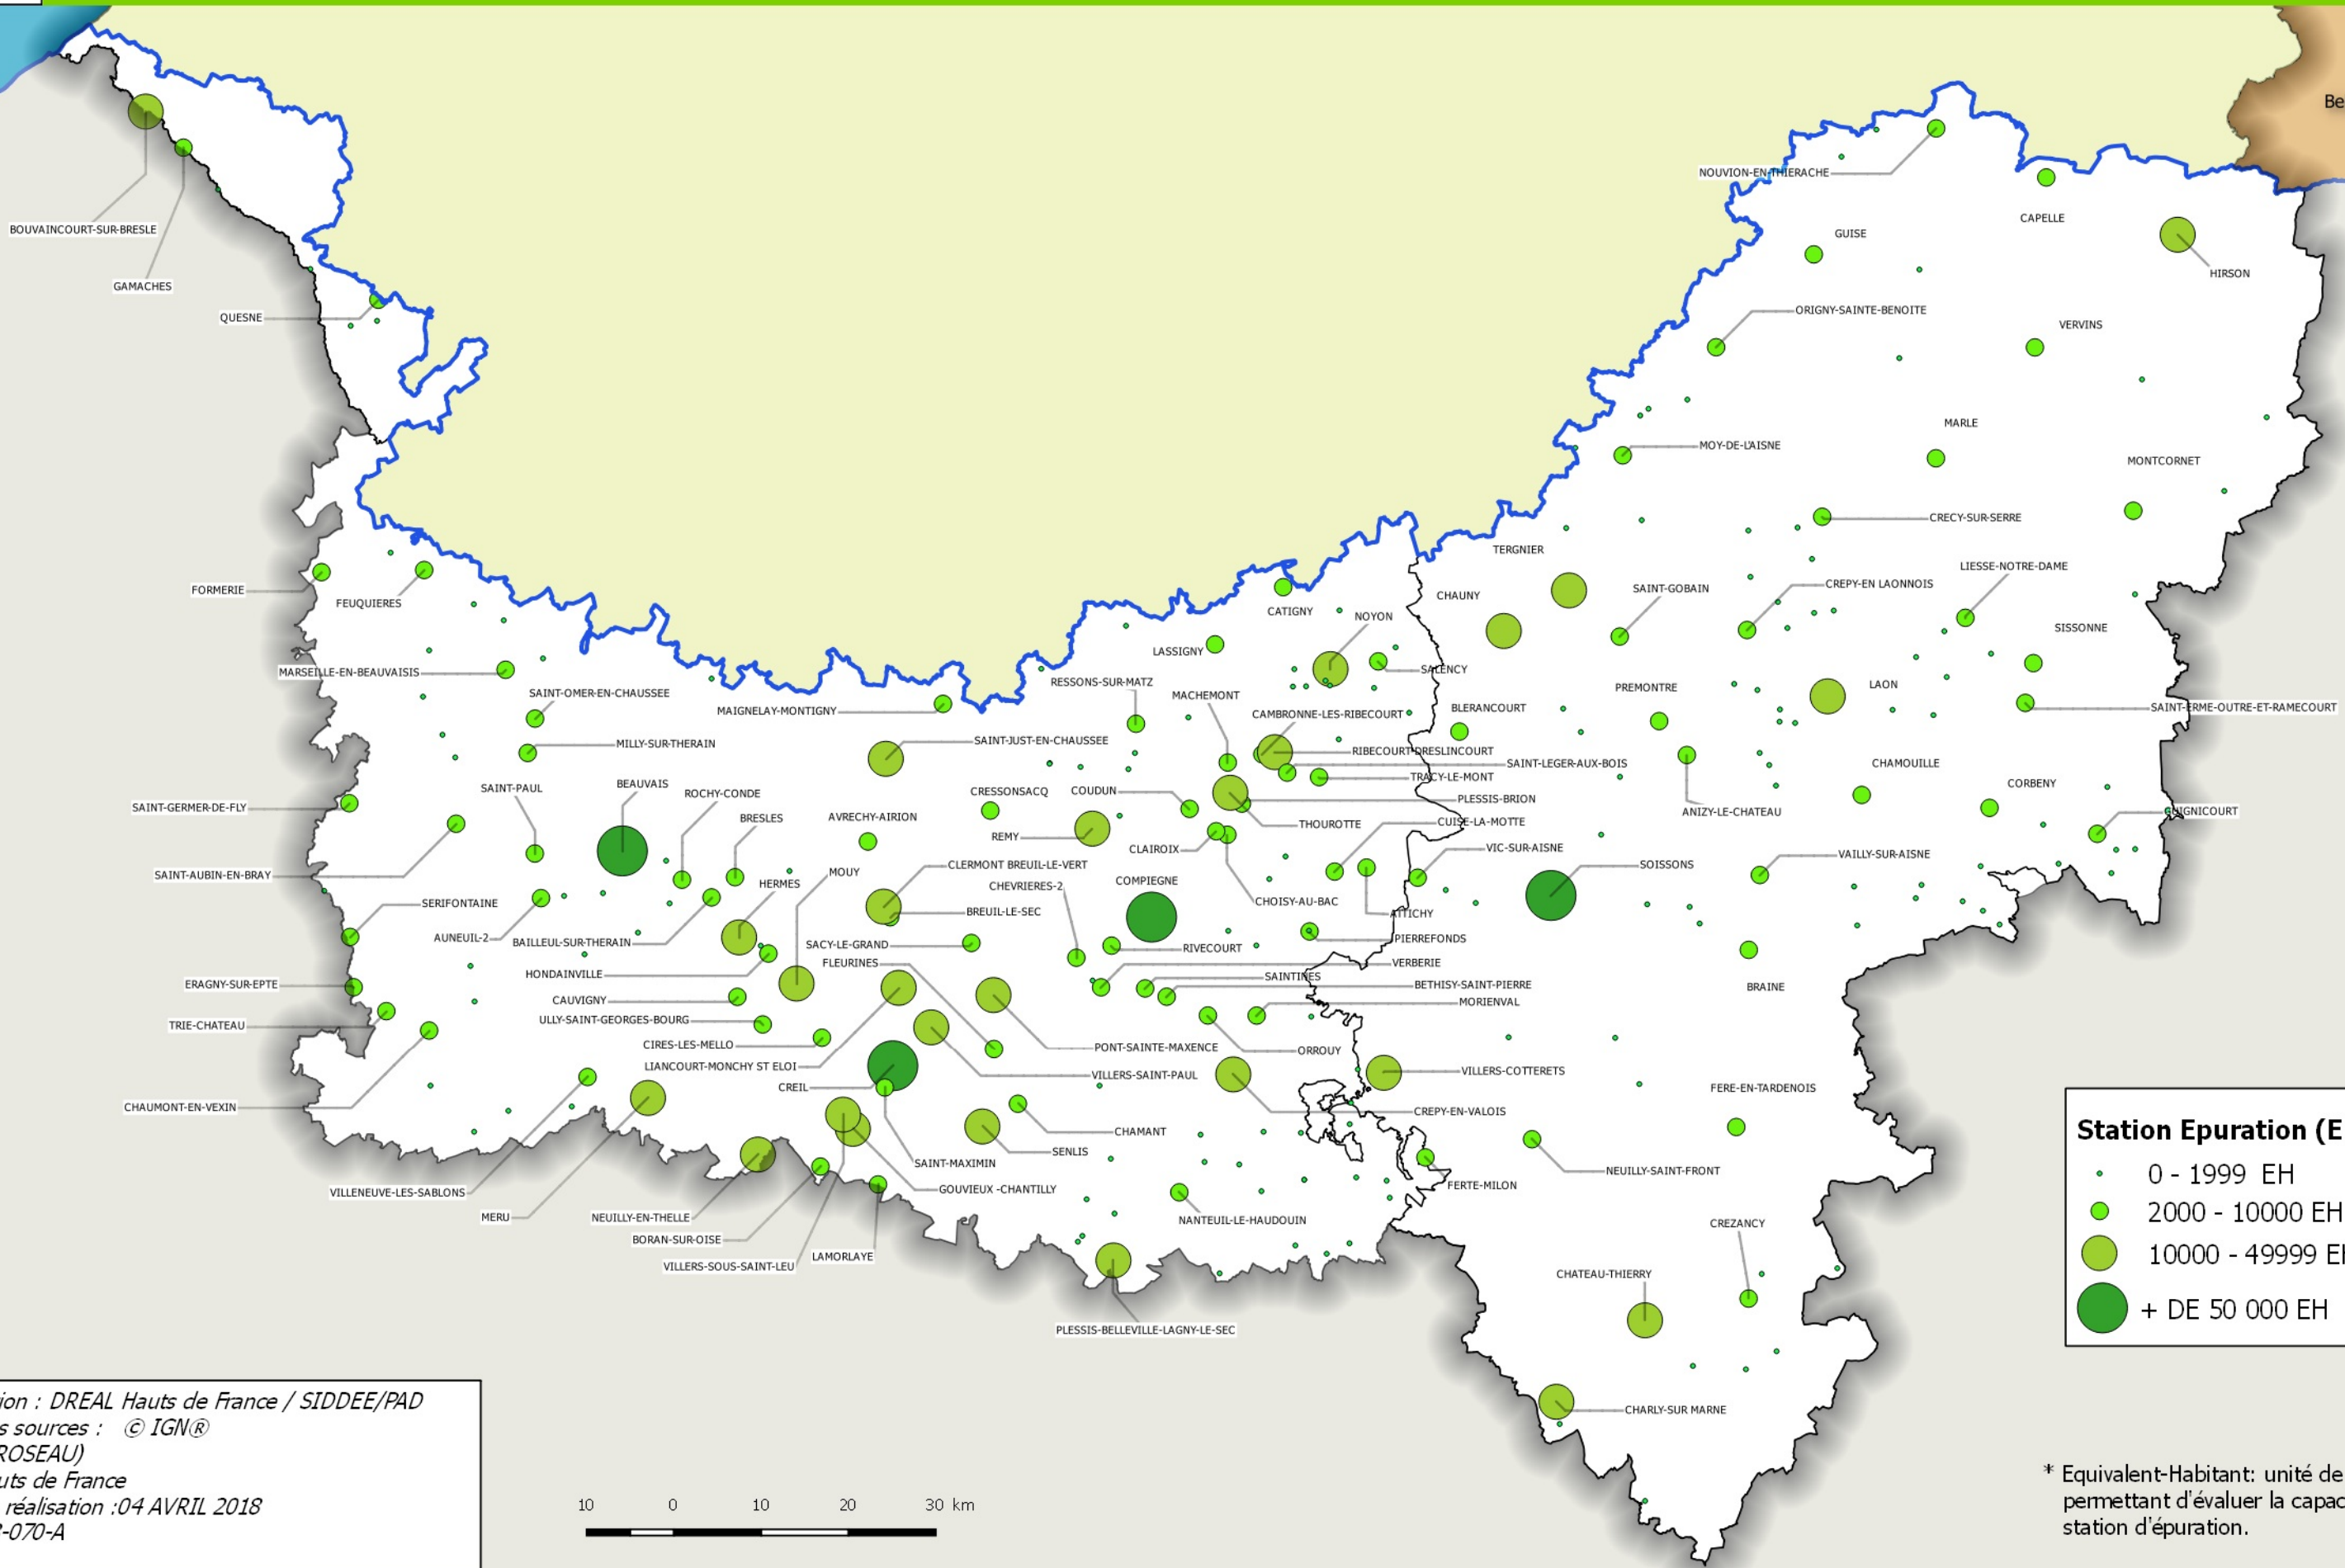 Be
NOUVION-EN-THIERACHE
CAPELLE
BOUVAINCOURT-SUR-BRESLE
GUISE
HIRSON
GAMACHES
QUESNE
ORIGNY-SAINTE-BENOITE
VERVINS
MARLE
MOY-DE-L'AISNE
MONTCORNET
CRECY-SUR-SERRE
TERGNIER
LIESSE-NOTRE-DAME
FORMERIE
FEUQUIERES
CATIGNY
CHAUNY
SAINT-GOBAIN
CREPY-EN LAONNOIS
NOYON
SISSONNE
LASSIGNY
MARSEILLE-EN-BEAUVAISIS
SALENCY
RESSONS-SUR-MATZ
PREMONTRE
LAON
SAINT-OMER-EN-CHAUSSEE
MACHEMONT
MAIGNELAY-MONTIGNY
CAMBRONNE-LES-RIBECOURT
BLERANCOURT
SAINT-ERME-OUTRE-ET-RAMECOURT
MILLY-SUR-THERAIN
SAINT-JUST-EN-CHAUSSEE
RIBECOURT-DRESLINCOURT
SAINT-LEGER-AUX-BOIS
CHAMOUILLE
TRACY-LE-MONT
SAINT-PAUL
BEAUVAIS
ROCHY-CONDE
CRESSONSACQ
COUDUN
CORBENY
SAINT-GERMER-DE-FLY
PLESSIS-BRION
ANIZY-LE-CHATEAU
GUIGNICOURT
BRESLES
AVRECHY-AIRION
REMY
THOUROTTE
CUISE-LA-MOTTE
CLAIROIX
VIC-SUR-AISNE
VAILLY-SUR-AISNE
SAINT-AUBIN-EN-BRAY
MOUY
CLERMONT BREUIL-LE-VERT
SOISSONS
HERMES
CHEVRIERES-2
COMPIEGNE
SERIFONTAINE
CHOISY-AU-BAC
BREUIL-LE-SEC
ATTICHY
AUNEUIL-2
BAILLEUL-SUR-THERAIN
SACY-LE-GRAND
RIVECOURT
PIERREFONDS
FLEURINES
VERBERIE
HONDAINVILLE
SAINTINES
ERAGNY-SUR-EPTE
BETHISY-SAINT-PIERRE
BRAINE
CAUVIGNY
MORIENVAL
TRIE-CHATEAU
ULLY-SAINT-GEORGES-BOURG
CIRES-LES-MELLO
PONT-SAINTE-MAXENCE
ORROUY
LIANCOURT-MONCHY ST ELOI
VILLERS-SAINT-PAUL
VILLERS-COTTERETS
CREIL
FERE-EN-TARDENOIS
CHAUMONT-EN-VEXIN
CREPY-EN-VALOIS
CHAMANT
SENLIS
SAINT-MAXIMIN
NEUILLY-SAINT-FRONT
VILLENEUVE-LES-SABLONS
GOUVIEUX -CHANTILLY
FERTE-MILON
MERU
NEUILLY-EN-THELLE
NANTEUIL-LE-HAUDOUIN
CREZANCY
BORAN-SUR-OISE
LAMORLAYE
VILLERS-SOUS-SAINT-LEU
CHATEAU-THIERRY
PLESSIS-BELLEVILLE-LAGNY-LE-SEC
CHARLY-SUR MARNE
Station Epuration (E
0 - 1999 EH
2000 - 10000 EH
10000 - 49999 EH
+ DE 50 000 EH
ion : DREAL Hauts de France / SIDDEE/PAD
s sources : © IGN®
ROSEAU)
uts de France
réalisation :04 AVRIL 2018
-070-A
10 0 10 20 30 km
* Equivalent-Habitant: unité de
permettant d'évaluer la capac
station d'épuration.